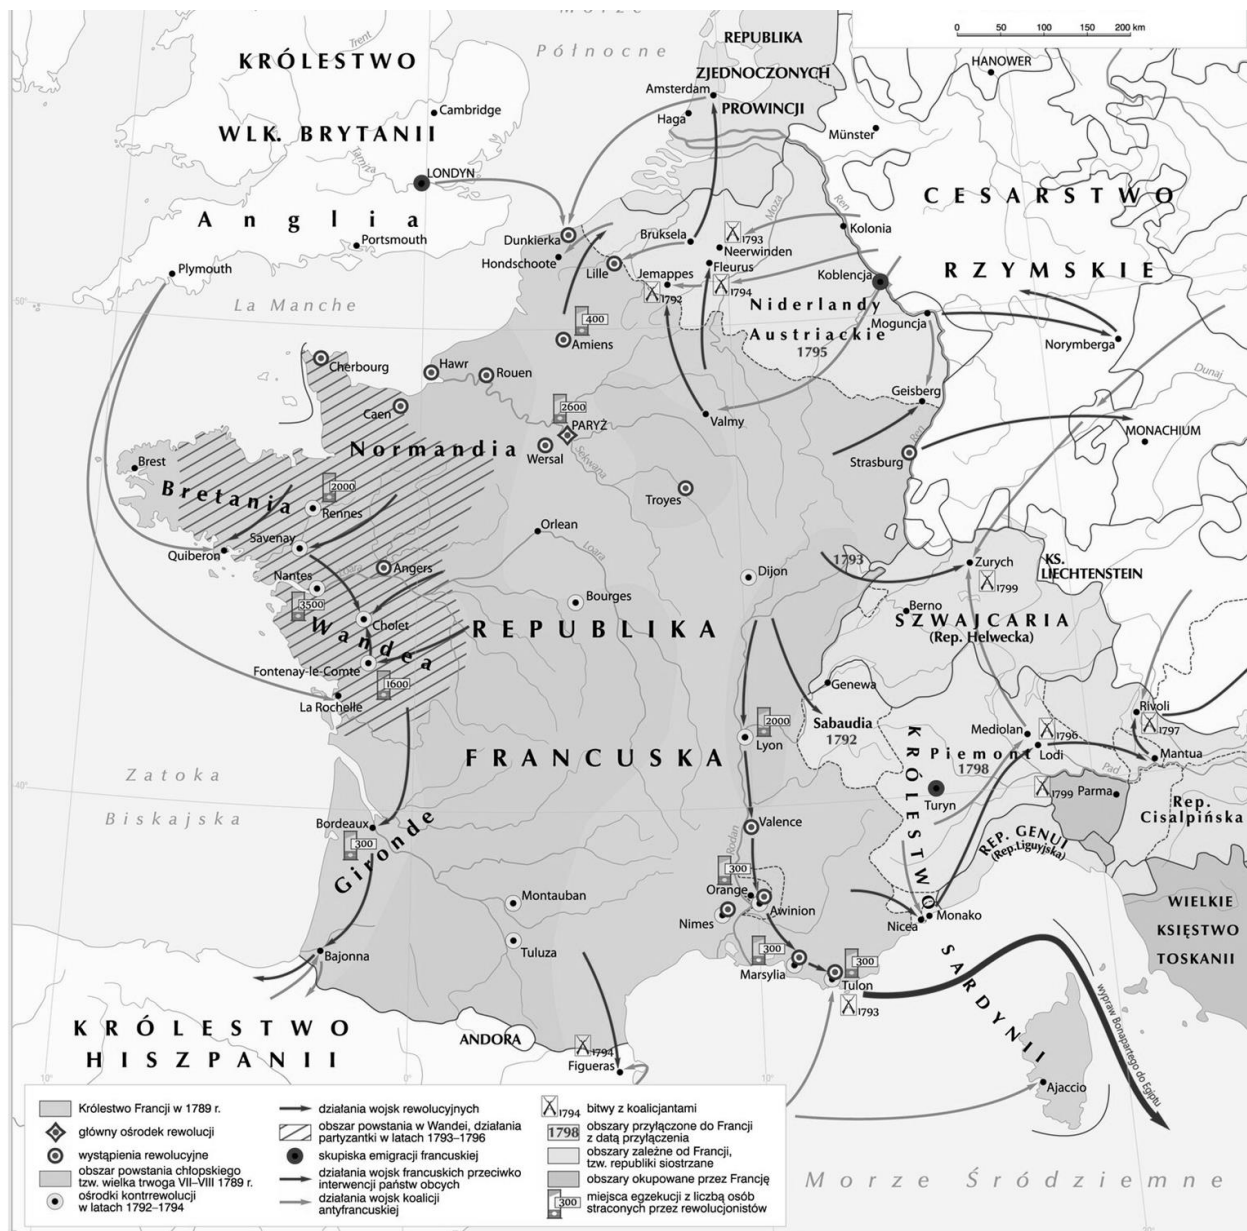 Morze
Północne
0 50 100 150 200 km
Trent
KRÓLESTWO
WLK. BRYTANII
Cambridge
Tamiza
LONDYN
Anglia
Portsmouth
Plymouth
La Manche
REPUBLIKA
ZJEDNOCZONYCH
PROWINCJI
Amsterdam
Haga
HANOWER
Münster
CESARSTWO
RZYMSKIE
Ren
Moza
Kolonia
Koblencja
Moguncja
Norymberga
Dunaj
Geisberg
MONACHIUM
Ren
Strasburg
Dunkierka
Hondschoote
Bruksela
1793
Neerwinden
Lille
Jemappes
Fleurus
1792
1794
Niderlandy
Austriackie
1795
50°
400
Amiens
Cherbourg
Hawr
Rouen
Caen
2600
PARYŻ
Wersal
Sekwana
Valmy
Troyes
Normandia
Brest
Bretania
2000
Rennes
Savenay
Quiberon
Loara
Angers
Nantes
3500
Cholet
Wandea
Fontenay-le-Comte
1600
La Rochelle
Orlean
Loara
Dijon
Bourges
REPUBLIKA
FRANCUSKA
1793
Zurych
1799
KS.
LIECHTENSTEIN
Berno
SZWAJCARIA
(Rep. Helwecka)
Genewa
Sabaudia
1792
2000
Lyon
Mediolan
1796
Lodi
Rivoli
1797
Mantua
Piemont
1798
Pad
Turyn
1799
Parma
Rep.
Cisalpińska
KRÓLESTWO
SARDYNII
REP. GENUI
(Rep.Liguyjska)
WIELKIE
KSIĘSTWO
TOSKANII
Zatoka
Biskajska
40°
Bordeaux
300
Gironde
Valence
Rodan
300
Orange
Awinion
Nimes
Montauban
Tuluza
Bajonna
300
Marsylia
300
Tulon
1793
Nicea
Monako
wypraw Bonapartego do Egiptu
Ajaccio
KRÓLESTWO
HISZPANII
ANDORA
1794
Figueras
10°
0°
10°
Morze Śródziemne
20°
Królestwo Francji w 1789 r.
główny ośrodek rewolucji
wystąpienia rewolucyjne
obszar powstania chłopskiego
tzw. wielka trwoga VII–VIII 1789 r.
ośrodki kontrrewolucji
w latach 1792–1794
działania wojsk rewolucyjnych
obszar powstania w Wandei, działania
partyzantki w latach 1793–1796
skupiska emigracji francuskiej
działania wojsk francuskich przeciwko
interwencji państw obcych
działania wojsk koalicji
antyfrancuskiej
1794 bitwy z koalicjantami
1798 obszary przyłączone do Francji
z datą przyłączenia
obszary zależne od Francji,
tzw. republiki siostrzane
obszary okupowane przez Francję
300 miejsca egzekucji z liczbą osób
straconych przez rewolucjonistów